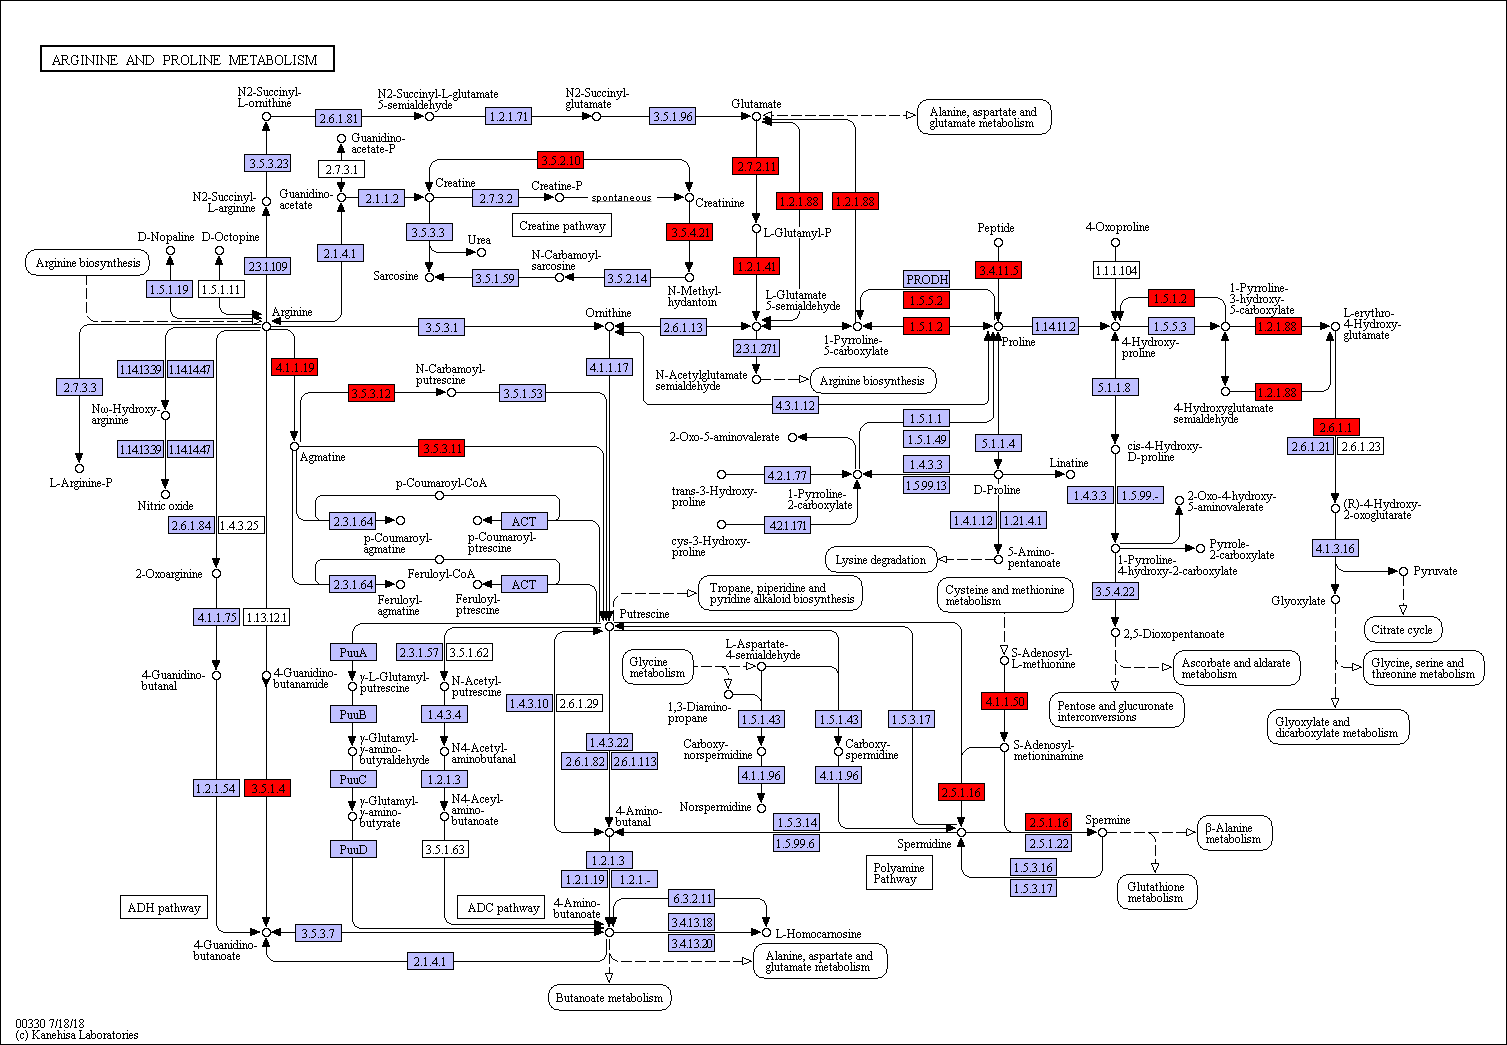 ARGININE AND PROLINE METABOLISM
N2-Succinyl-
L-ornithine
2.6.1.81
N2-Succinyl-L-glutamate
5-semialdehyde
1.2.1.71
N2-Succinyl-
glutamate
3.5.1.96
Glutamate
Alanine, aspartate and
glutamate metabolism
Guanidino-
acetate-P
3.5.3.23
2.7.3.1
3.5.2.10
2.7.2.11
1.2.1.88
1.2.1.88
N2-Succinyl-
L-arginine
Guanidino-
acetate
2.1.1.2
Creatine
2.7.3.2
Creatine-P
spontaneous
Creatinine
Creatine pathway
3.5.3.3
Urea
3.5.4.21
L-Glutamyl-P
Peptide
4-Oxoproline
D-Nopaline
D-Octopine
2.1.4.1
Arginine biosynthesis
2.3.1.109
Sarcosine
3.5.1.59
N-Carbamoyl-
sarcosine
3.5.2.14
N-Methyl-
hydantoin
1.2.1.41
3.4.11.5
1.1.1.104
1.5.1.19
1.5.1.11
PRODH
1.5.5.2
1.5.1.2
1-Pyrroline-
3-hydroxy-
5-carboxylate
L-Glutamate
5-semialdehyde
Arginine
3.5.3.1
Ornithine
2.6.1.13
1.5.1.2
1-Pyrroline-
5-carboxylate
Proline
1.14.11.2
4-Hydroxy-
proline
1.5.5.3
1.2.1.88
L-erythro-
4-Hydroxy-
glutamate
2.3.1.271
N-Acetylglutamate
semialdehyde
Arginine biosynthesis
1.14.13.39
1.14.14.47
4.1.1.19
4.1.1.17
2.7.3.3
3.5.3.12
N-Carbamoyl-
putrescine
3.5.1.53
4.3.1.12
5.1.1.8
1.2.1.88
4-Hydroxyglutamate
semialdehyde
Nω-Hydroxy-
arginine
1.5.1.1
1.5.1.49
2-Oxo-5-aminovalerate
5.1.1.4
2.6.1.1
2.6.1.21
2.6.1.23
1.14.13.39
1.14.14.47
3.5.3.11
Agmatine
cis-4-Hydroxy-
D-proline
L-Arginine-P
Nitric oxide
p-Coumaroyl-CoA
trans-3-Hydroxy-
proline
4.2.1.77
1-Pyrroline-
2-carboxylate
1.4.3.3
1.5.99.13
D-Proline
Linatine
1.4.3.3
1.5.99.-
2-Oxo-4-hydroxy-
5-aminovalerate
(R)-4-Hydroxy-
2-oxoglutarate
2.6.1.84
1.4.3.25
2.3.1.64
ACT
p-Coumaroyl-
agmatine
p-Coumaroyl-
ptrescine
4.2.1.171
cys-3-Hydroxy-
proline
1.4.1.12
1.21.4.1
Lysine degradation
5-Amino-
pentanoate
1-Pyrroline-
4-hydroxy-2-carboxylate
Pyrrole-
2-carboxylate
4.1.3.16
2-Oxoarginine
2.3.1.64
Feruloyl-CoA
ACT
Feruloyl-
agmatine
Feruloyl-
ptrescine
Tropane, piperidine and
pyridine alkaloid biosynthesis
Cysteine and methionine
metabolism
3.5.4.22
Glyoxylate
Pyruvate
4.1.1.75
1.13.12.1
Putrescine
2,5-Dioxopentanoate
Citrate cycle
PuuA
2.3.1.57
3.5.1.62
Glycine
metabolism
L-Aspartate-
4-semialdehyde
S-Adenosyl-
L-methionine
Ascorbate and aldarate
metabolism
Glycine, serine and
threonine metabolism
4-Guanidino-
butanal
4-Guanidino-
butanamide
γ-L-Glutamyl-
putrescine
N-Acetyl-
putrescine
1.4.3.10
2.6.1.29
1,3-Diamino-
propane
4.1.1.50
Pentose and glucuronate
interconversions
Glyoxylate and
dicarboxylate metabolism
PuuB
1.4.3.4
1.5.1.43
1.5.1.43
1.5.3.17
γ-Glutamyl-
γ-amino-
butyraldehyde
N4-Acetyl-
aminobutanal
1.4.3.22
2.6.1.82
2.6.1.113
Carboxy-
norspermidine
Carboxy-
spermidine
S-Adenosyl-
metioninamine
1.2.1.54
3.5.1.4
PuuC
1.2.1.3
4.1.1.96
4.1.1.96
γ-Glutamyl-
γ-amino-
butyrate
N4-Aceyl-
amino-
butanoate
4-Amino-
butanal
Norspermidine
2.5.1.16
1.5.3.14
1.5.99.6
Spermidine
2.5.1.16
2.5.1.22
Spermine
β-Alanine
metabolism
PuuD
3.5.1.63
1.2.1.3
1.2.1.19
1.2.1.-
Polyamine
Pathway
1.5.3.16
1.5.3.17
Glutathione
metabolism
ADH pathway
ADC pathway
4-Amino-
butanoate
6.3.2.11
3.4.13.18
3.4.13.20
L-Homocarnosine
4-Guanidino-
butanoate
3.5.3.7
2.1.4.1
Alanine, aspartate and
glutamate metabolism
Butanoate metabolism
00330 7/18/18
(c) Kanehisa Laboratories